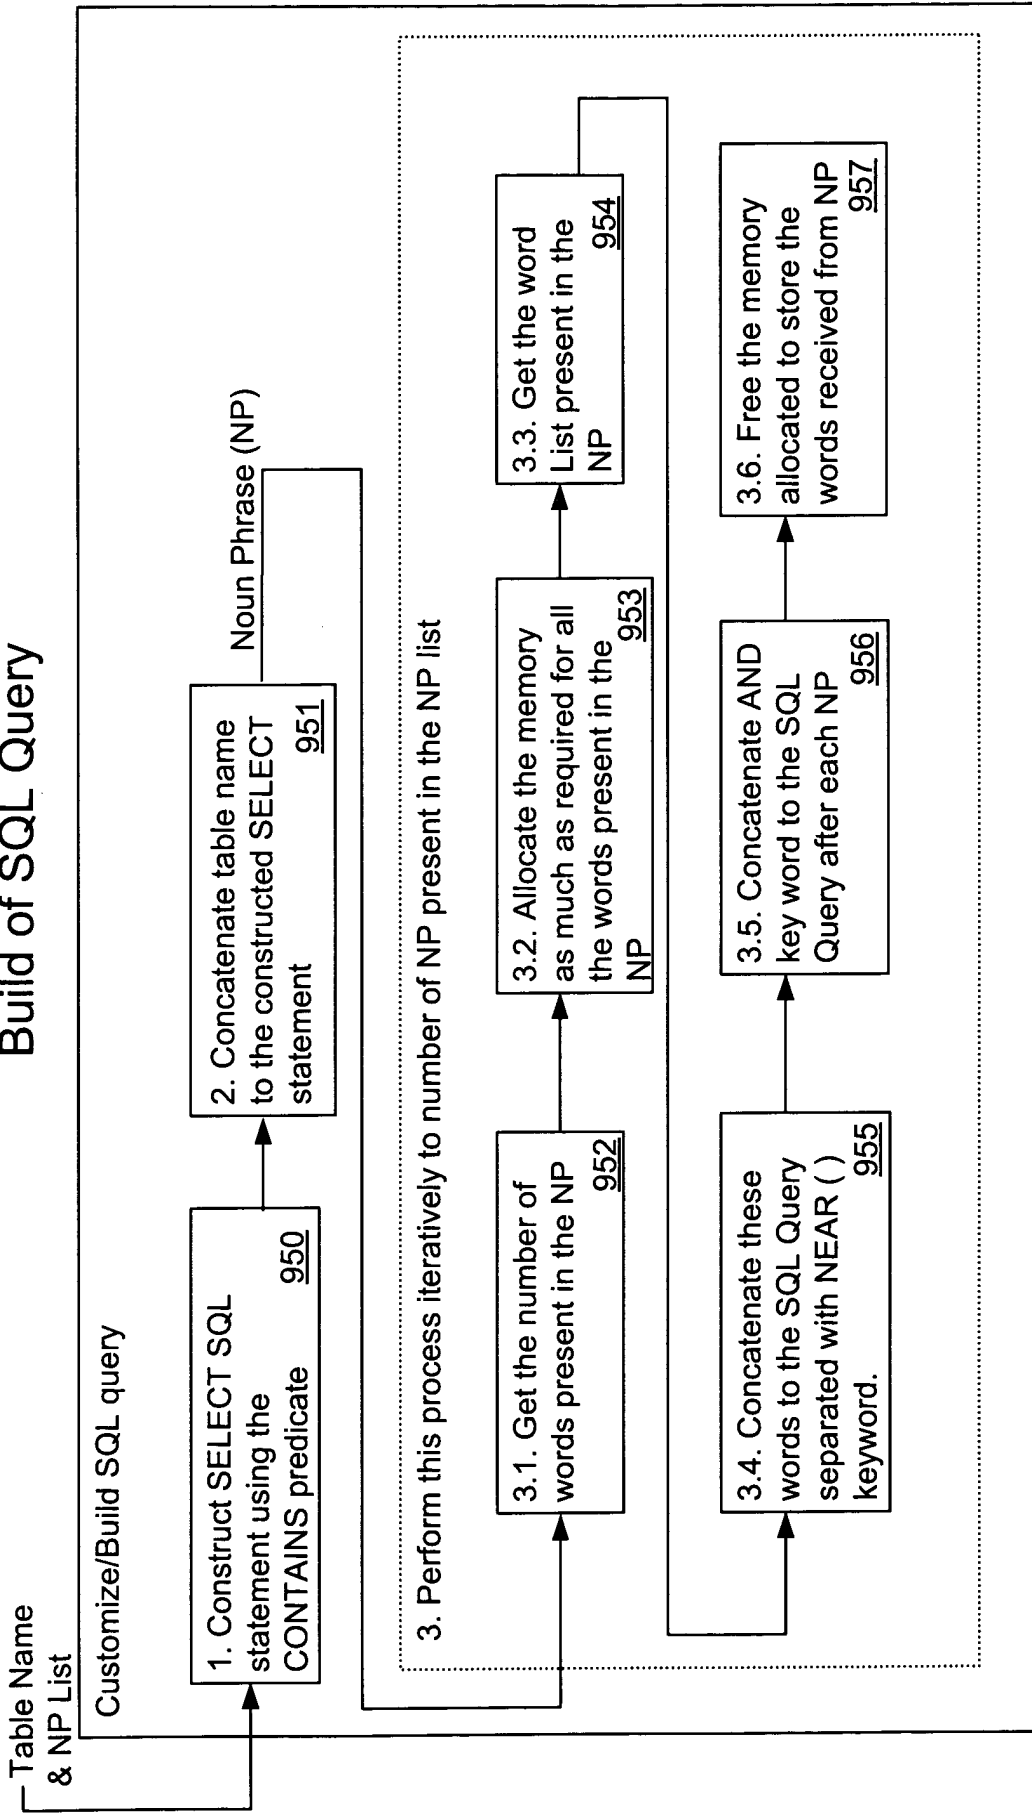 Build of SQL Query
Table Name
& NP List
Customize/Build SQL query
1. Construct SELECT SQL
statement using the
CONTAINS predicate
950
2. Concatenate table name
to the constructed SELECT
statement
951
Noun Phrase (NP)
3. Perform this process iteratively to number of NP present in the NP list
3.1. Get the number of
words present in the NP
952
3.2. Allocate the memory
as much as required for all
the words present in the
NP
953
3.3. Get the word
List present in the
NP
954
3.4. Concatenate these
words to the SQL Query
separated with NEAR ( )
keyword.
955
3.5. Concatenate AND
key word to the SQL
Query after each NP
956
3.6. Free the memory
allocated to store the
words received from NP
957